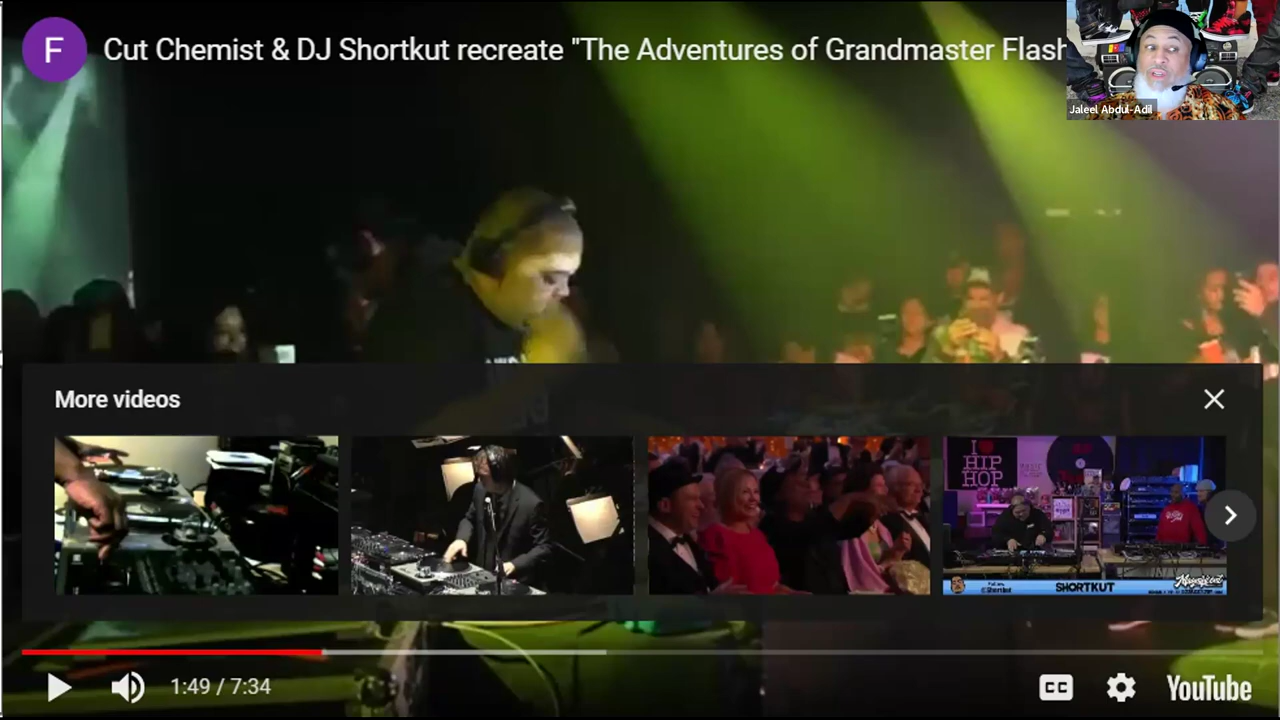 F
Cut Chemist & DJ Shortkut recreate "The Adventures of Grandmaster Flash
Jaleel Abdul-Adil
More videos
I
HIP
HOP
SHORTKUT
1:49 / 7:34
CC
YouTube